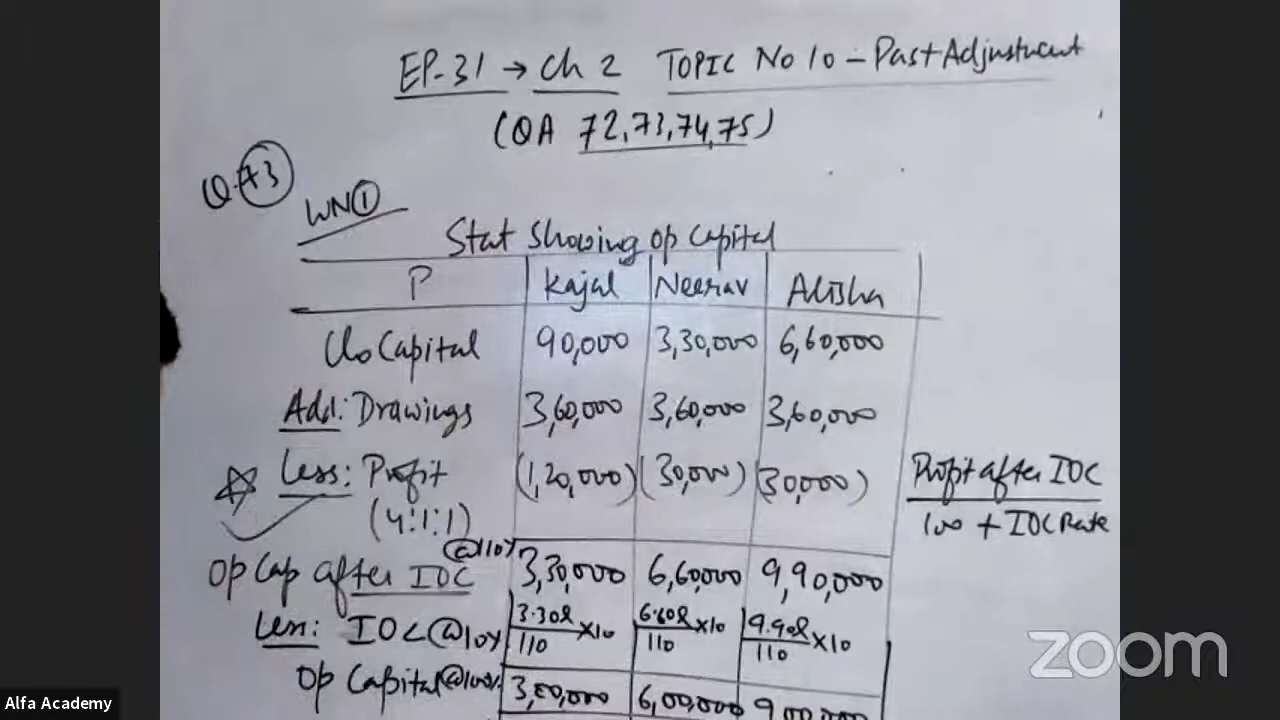 EP-31 → Ch 2 TOPIC No 10 - Past Adjustment
(QA 72,73,74,75)
Q.73
WN①
Stat Showing op Capital
P Kajal Neerav Alisha
Clo Capital 90,000 3,30,000 6,60,000
Add: Drawings 3,60,000 3,60,000 3,60,000
Less: Profit (1,20,000) (30,000) (30,000)
(4:1:1)
Profit after IOC
100 + IOC Rate
@110%
Op Cap after IOC 3,30,000 6,60,000 9,90,000
Less: IOC@10% 3.30l/110 x10 6.60l/110 x10 9.90l/110 x10
Op Capital@100% 3,00,000 6,00,000 9,00,000
zoom
Alfa Academy